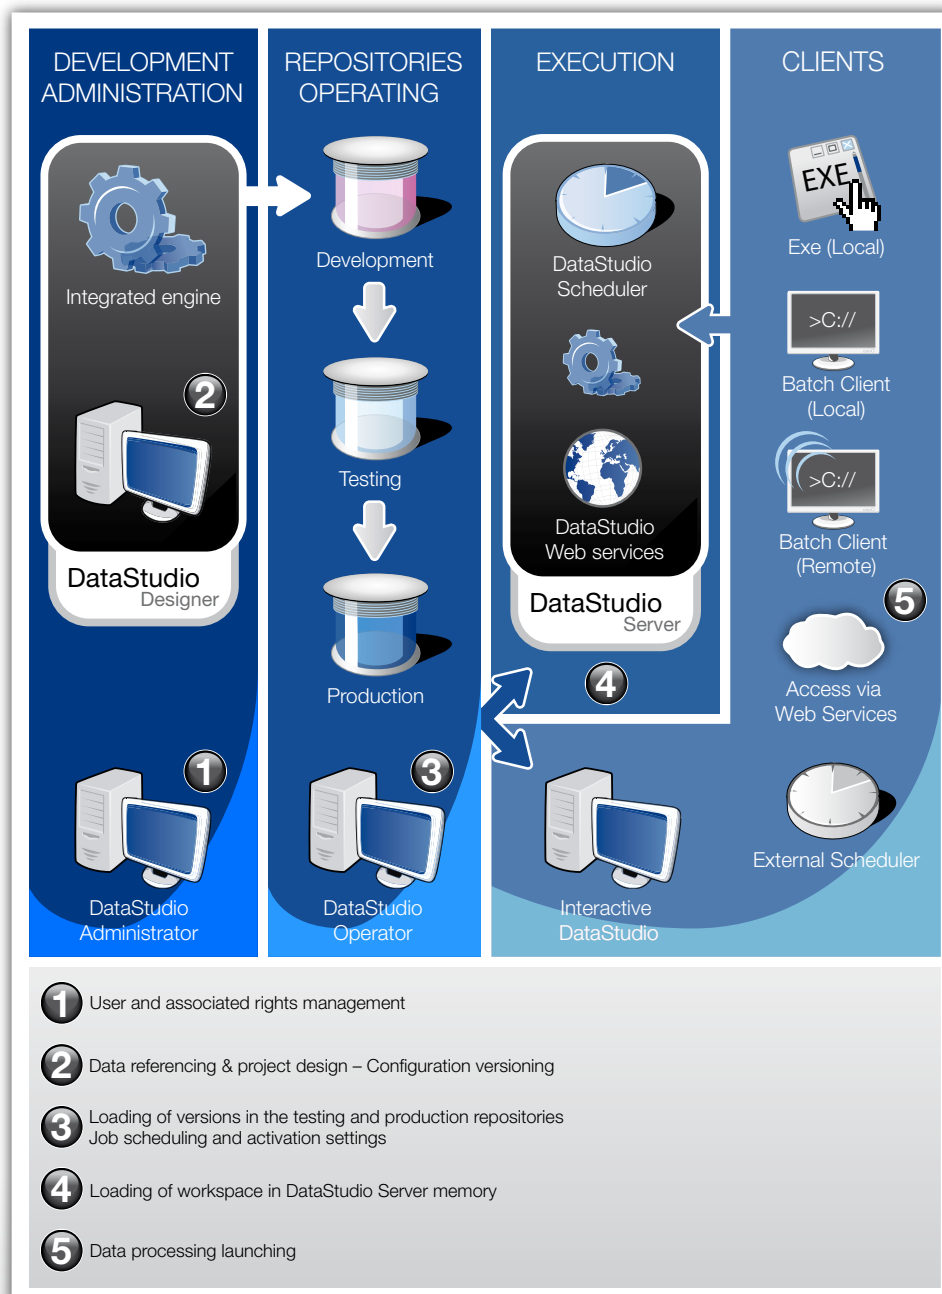 DEVELOPMENT
ADMINISTRATION
Integrated engine
2
DataStudio
Designer
1
DataStudio
Administrator
REPOSITORIES
OPERATING
Development
Testing
Production
3
DataStudio
Operator
EXECUTION
DataStudio
Scheduler
DataStudio
Web services
DataStudio
Server
4
Interactive
DataStudio
CLIENTS
EXE
Exe (Local)
>C://
Batch Client
(Local)
>C://
Batch Client
(Remote)
5
Access via
Web Services
External Scheduler
1 User and associated rights management
2 Data referencing & project design – Configuration versioning
3 Loading of versions in the testing and production repositories
Job scheduling and activation settings
4 Loading of workspace in DataStudio Server memory
5 Data processing launching